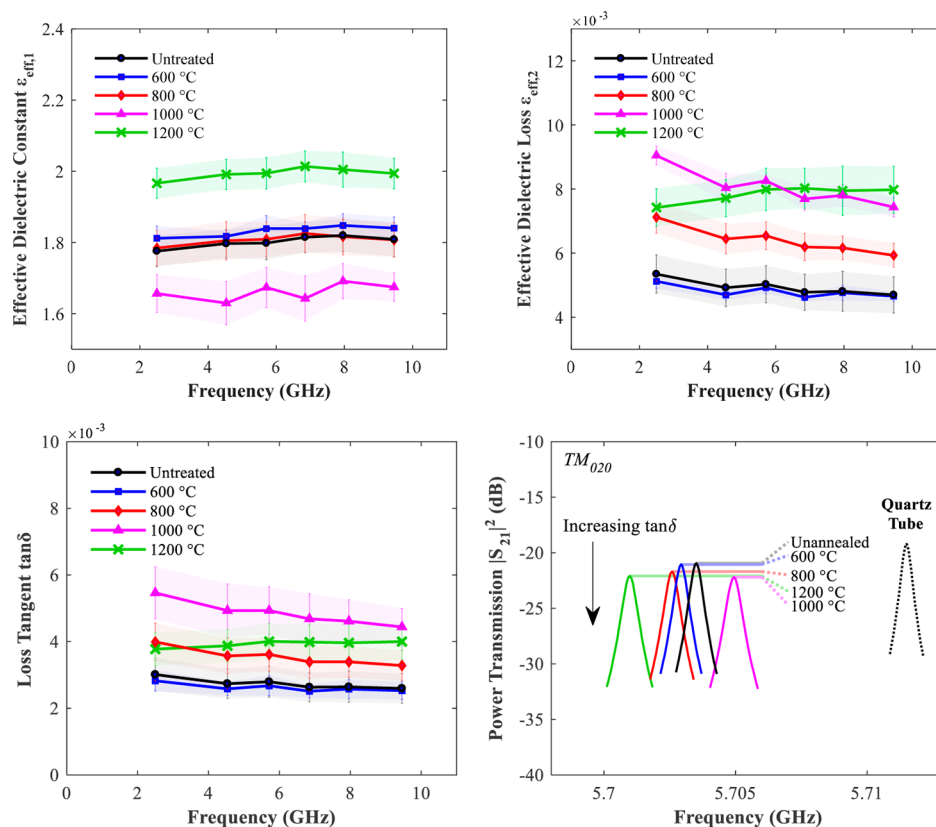 Effective Dielectric Constant ε_eff,1
2.4
2.2
2
1.8
1.6
Untreated
600 °C
800 °C
1000 °C
1200 °C
0 2 4 6 8 10
Frequency (GHz)
Effective Dielectric Loss ε_eff,2
×10⁻³
12
10
8
6
4
Untreated
600 °C
800 °C
1000 °C
1200 °C
0 2 4 6 8 10
Frequency (GHz)
Loss Tangent tanδ
×10⁻³
10
8
6
4
2
0
Untreated
600 °C
800 °C
1000 °C
1200 °C
0 2 4 6 8 10
Frequency (GHz)
Power Transmission |S₂₁|² (dB)
-10
-15
-20
-25
-30
-35
-40
TM₀₂₀
Increasing tanδ
Quartz
Tube
Unannealed
600 °C
800 °C
1200 °C
1000 °C
5.7 5.705 5.71
Frequency (GHz)